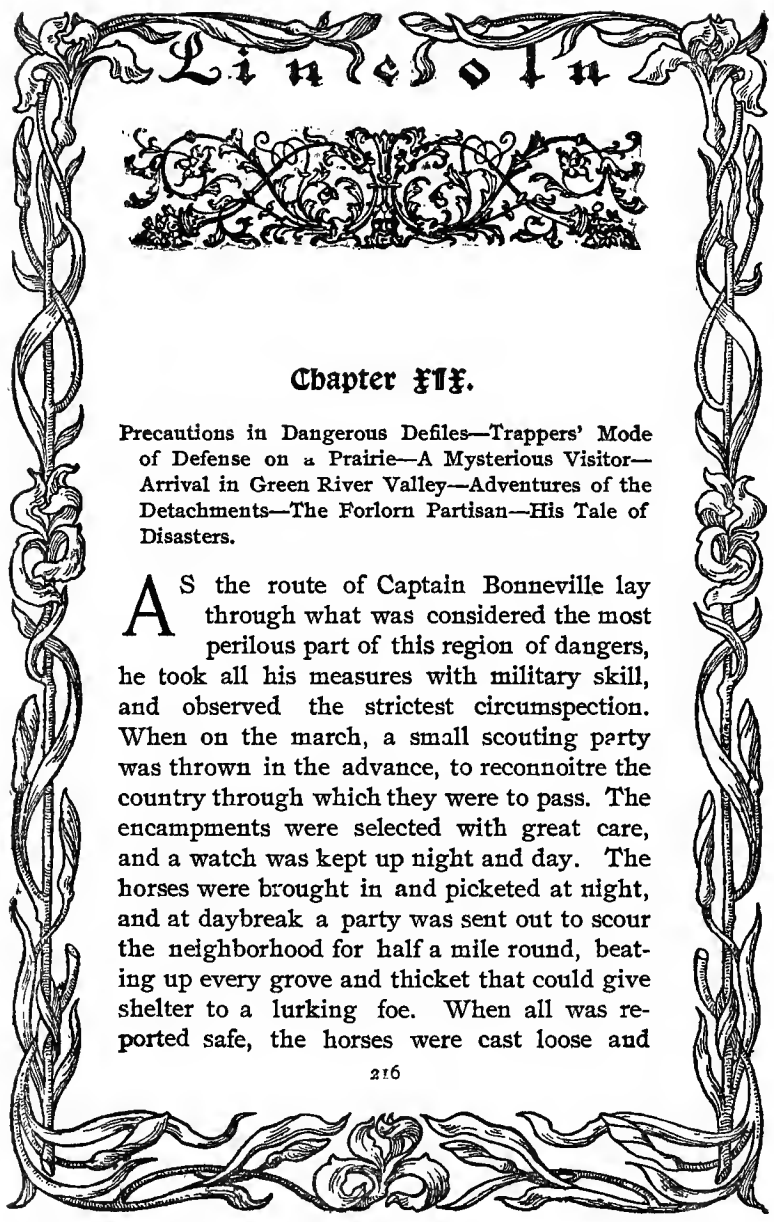 Lincoln
Chapter XIX.
Precautions in Dangerous Defiles—Trappers' Mode
of Defense on a Prairie—A Mysterious Visitor—
Arrival in Green River Valley—Adventures of the
Detachments—The Forlorn Partisan—His Tale of
Disasters.
AS the route of Captain Bonneville lay
through what was considered the most
perilous part of this region of dangers,
he took all his measures with military skill,
and observed the strictest circumspection.
When on the march, a small scouting party
was thrown in the advance, to reconnoitre the
country through which they were to pass. The
encampments were selected with great care,
and a watch was kept up night and day. The
horses were brought in and picketed at night,
and at daybreak a party was sent out to scour
the neighborhood for half a mile round, beat-
ing up every grove and thicket that could give
shelter to a lurking foe. When all was re-
ported safe, the horses were cast loose and
216